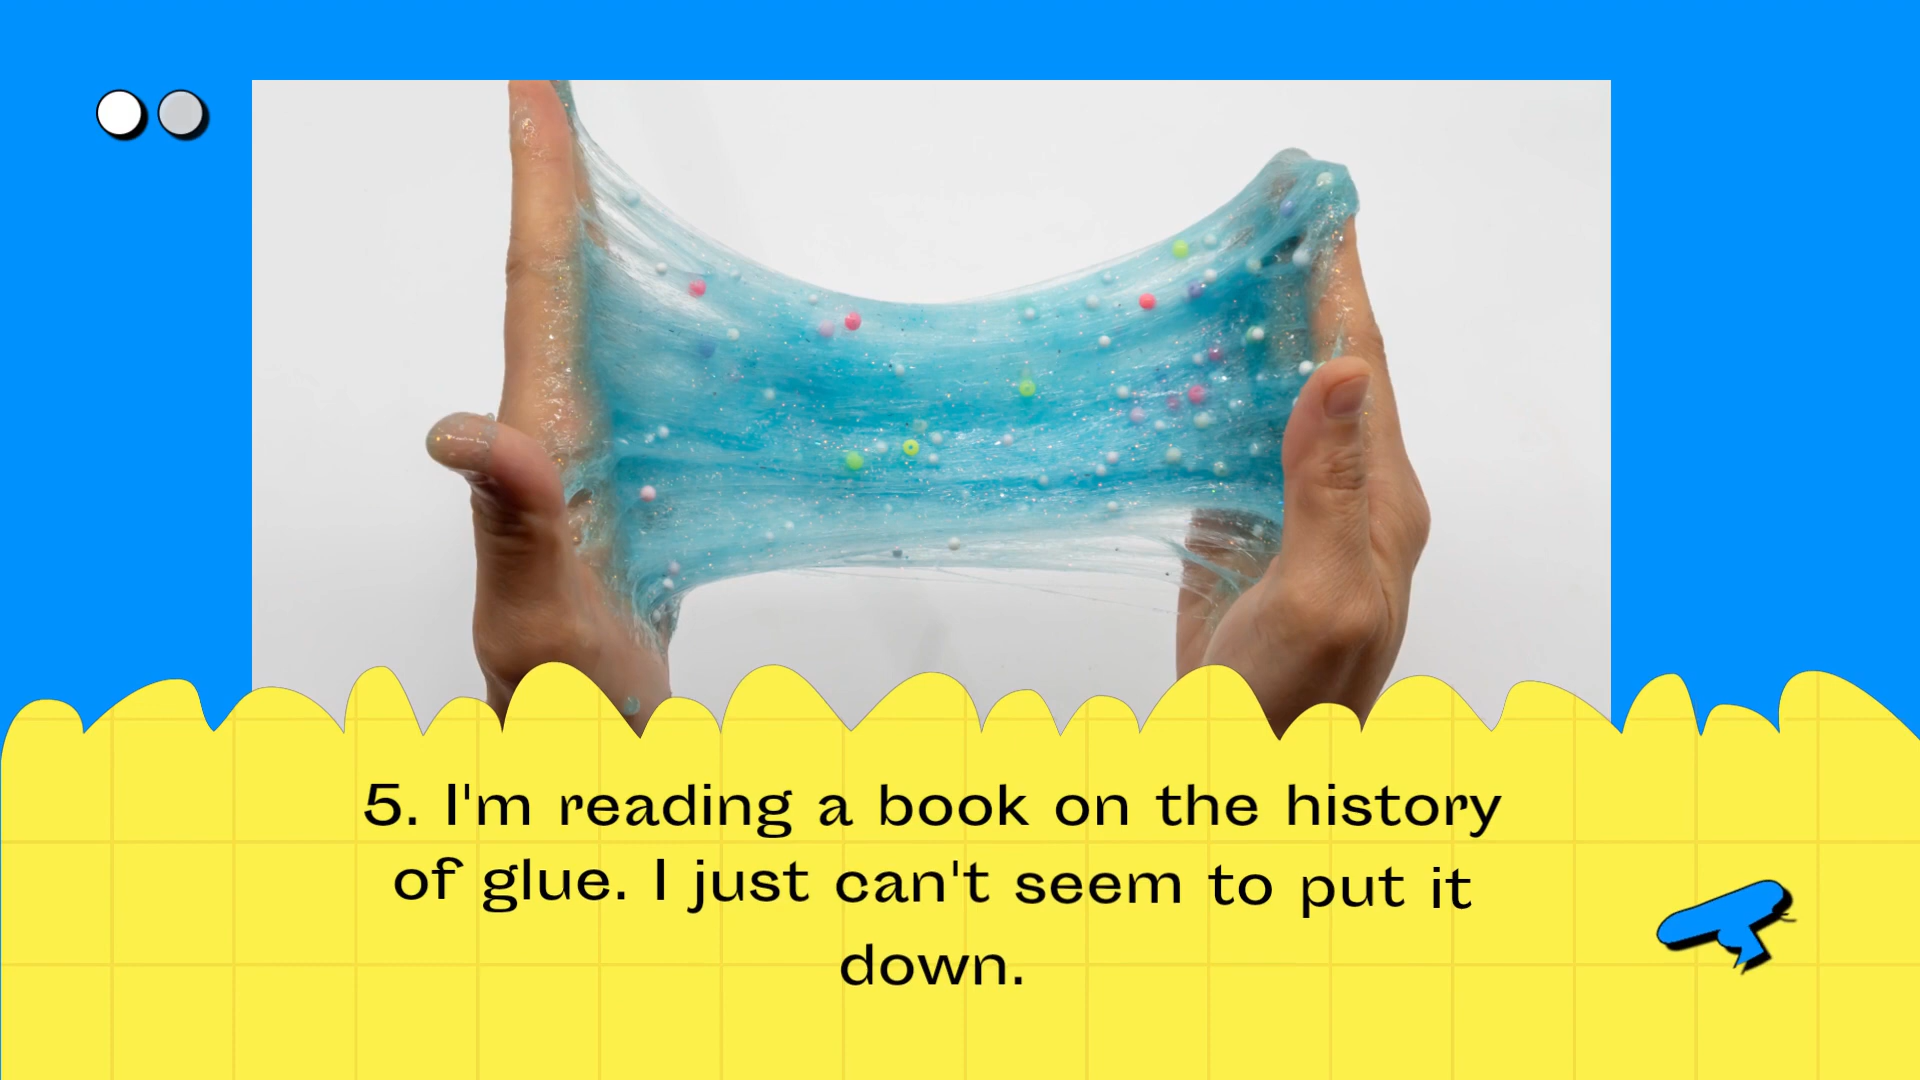 5. I'm reading a book on the history
of glue. I just can't seem to put it
down.